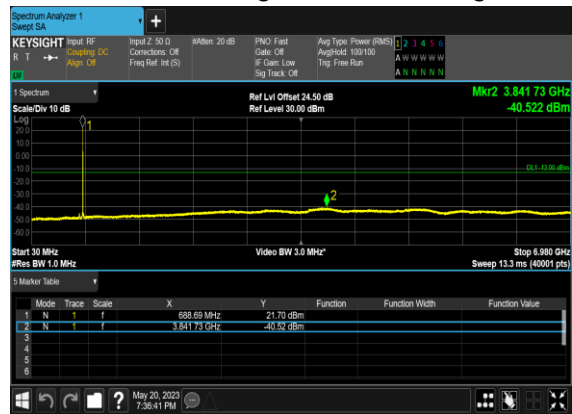 Spectrum Analyzer 1
Swept SA
+
KEYSIGHT Input: RF Input Z: 50 Ω #Atten: 20 dB PNO: Fast Avg Type: Power (RMS) 1 2 3 4 5 6
R T Coupling: DC Corrections: Off Gate: Off Avg|Hold: 100/100 A W W W W W
Align: Off Freq Ref: Int (S) IF Gain: Low Trig: Free Run
Sig Track: Off A N N N N N
1 Spectrum Ref Lvl Offset 24.50 dB Mkr2 3.841 73 GHz
Scale/Div 10 dB Ref Level 30.00 dBm -40.522 dBm
Log
20.0
10.0
0.00
-10.0
-20.0
-30.0
-40.0
-50.0
-60.0
1
DL1 -13.00 dBm
2
Start 30 MHz Video BW 3.0 MHz* Stop 6.980 GHz
#Res BW 1.0 MHz Sweep 13.3 ms (40001 pts)
5 Marker Table
Mode Trace Scale X Y Function Function Width Function Value
1 N 1 f 688.69 MHz 21.70 dBm
2 N 1 f 3.841 73 GHz -40.52 dBm
3
4
5
6
? May 20, 2023
7:36:41 PM